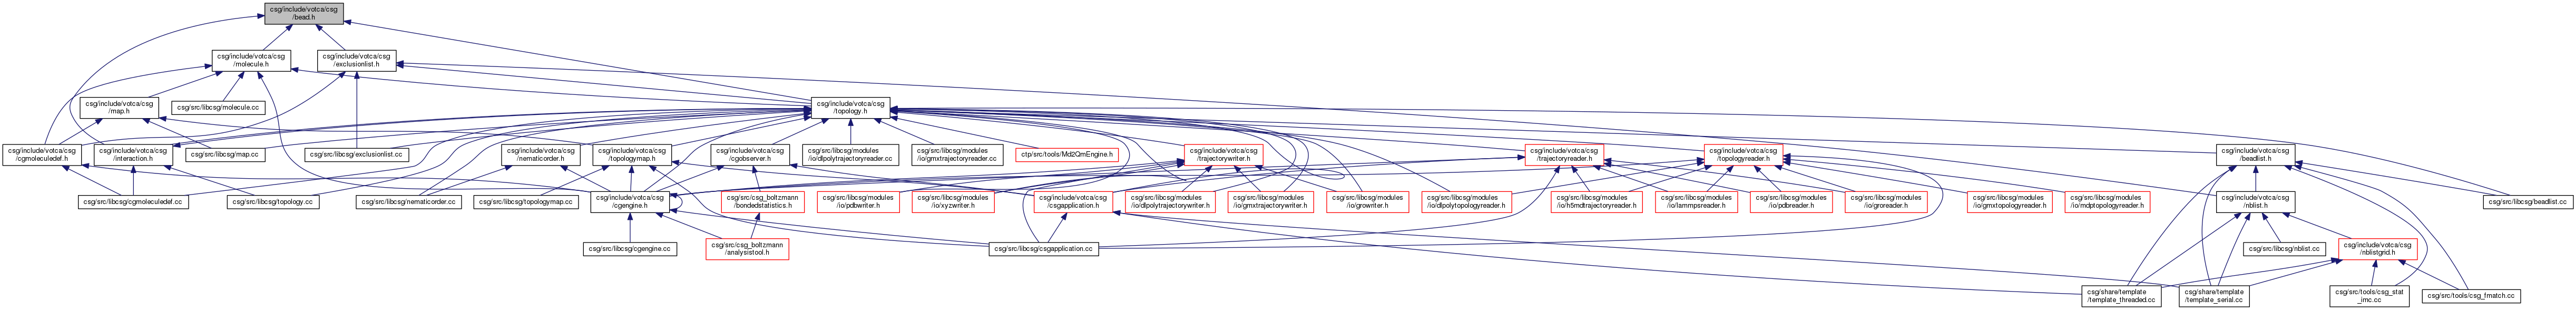 csg/include/votca/csg
/bead.h
csg/include/votca/csg
/molecule.h
csg/include/votca/csg
/exclusionlist.h
csg/include/votca/csg
/map.h
csg/src/libcsg/molecule.cc
csg/include/votca/csg
/topology.h
csg/include/votca/csg
/cgmoleculedef.h
csg/include/votca/csg
/interaction.h
csg/src/libcsg/map.cc
csg/src/libcsg/exclusionlist.cc
csg/include/votca/csg
/nematicorder.h
csg/include/votca/csg
/topologymap.h
csg/include/votca/csg
/cgobserver.h
csg/src/libcsg/modules
/io/dlpolytrajectoryreader.cc
csg/src/libcsg/modules
/io/gmxtrajectoryreader.cc
ctp/src/tools/Md2QmEngine.h
csg/include/votca/csg
/trajectorywriter.h
csg/include/votca/csg
/trajectoryreader.h
csg/include/votca/csg
/topologyreader.h
csg/include/votca/csg
/beadlist.h
csg/src/libcsg/cgmoleculedef.cc
csg/src/libcsg/topology.cc
csg/src/libcsg/nematicorder.cc
csg/src/libcsg/topologymap.cc
csg/include/votca/csg
/cgengine.h
csg/src/csg_boltzmann
/bondedstatistics.h
csg/src/libcsg/modules
/io/pdbwriter.h
csg/src/libcsg/modules
/io/xyzwriter.h
csg/include/votca/csg
/csgapplication.h
csg/src/libcsg/modules
/io/dlpolytrajectorywriter.h
csg/src/libcsg/modules
/io/gmxtrajectorywriter.h
csg/src/libcsg/modules
/io/growriter.h
csg/src/libcsg/modules
/io/dlpolytopologyreader.h
csg/src/libcsg/modules
/io/h5mdtrajectoryreader.h
csg/src/libcsg/modules
/io/lammpsreader.h
csg/src/libcsg/modules
/io/pdbreader.h
csg/src/libcsg/modules
/io/groreader.h
csg/src/libcsg/modules
/io/gmxtopologyreader.h
csg/src/libcsg/modules
/io/mdptopologyreader.h
csg/include/votca/csg
/nblist.h
csg/src/libcsg/beadlist.cc
csg/src/libcsg/cgengine.cc
csg/src/csg_boltzmann
/analysistool.h
csg/src/libcsg/csgapplication.cc
csg/src/libcsg/nblist.cc
csg/include/votca/csg
/nblistgrid.h
csg/share/template
/template_threaded.cc
csg/share/template
/template_serial.cc
csg/src/tools/csg_stat
_imc.cc
csg/src/tools/csg_fmatch.cc